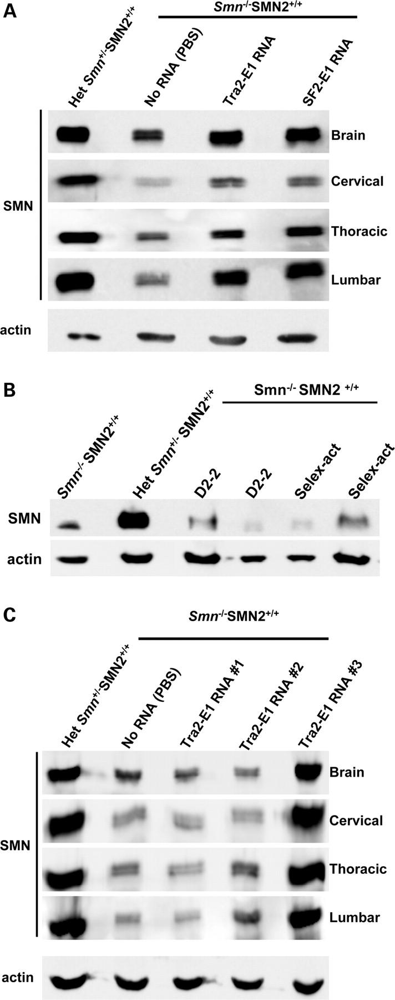 A
Smn-/-SMN2+/+
Het Smn+/-SMN2+/+
No RNA (PBS)
Tra2-E1 RNA
SF2-E1 RNA
Brain
Cervical
SMN
Thoracic
Lumbar
actin
B
Smn-/- SMN2 +/+
Smn-/- SMN2+/+
Het Smn+/- SMN2+/+
D2-2
D2-2
Selex-act
Selex-act
SMN
actin
C
Smn-/-SMN2+/+
Het Smn+/-SMN2+/+
No RNA (PBS)
Tra2-E1 RNA #1
Tra2-E1 RNA #2
Tra2-E1 RNA #3
Brain
Cervical
SMN
Thoracic
Lumbar
actin